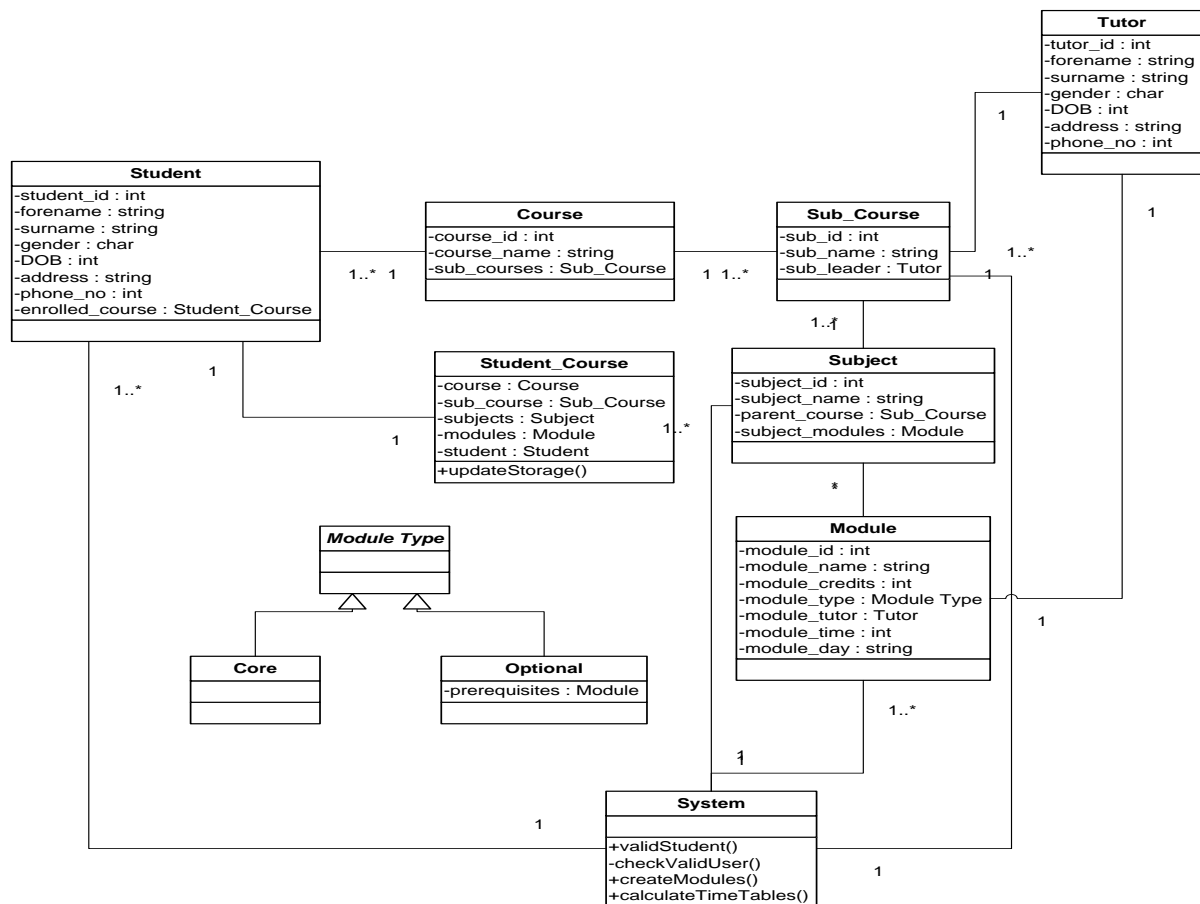 Tutor
-tutor_id : int
-forename : string
-surname : string
-gender : char
-DOB : int
-address : string
-phone_no : int
1
1
Student
-student_id : int
-forename : string
-surname : string
-gender : char
-DOB : int
-address : string
-phone_no : int
-enrolled_course : Student_Course
1..*
1
Course
-course_id : int
-course_name : string
-sub_courses : Sub_Course
1
1..*
Sub_Course
-sub_id : int
-sub_name : string
-sub_leader : Tutor
1..*
1
1..*
1
1
1..*
Student_Course
-course : Course
-sub_course : Sub_Course
-subjects : Subject
-modules : Module
-student : Student
+updateStorage()
1
1..*
Subject
-subject_id : int
-subject_name : string
-parent_course : Sub_Course
-subject_modules : Module
*
*
Module
-module_id : int
-module_name : string
-module_credits : int
-module_type : Module Type
-module_tutor : Tutor
-module_time : int
-module_day : string
1
1..*
Module Type
Core
Optional
-prerequisites : Module
1
1
System
+validStudent()
-checkValidUser()
+createModules()
+calculateTimeTables()
1
1